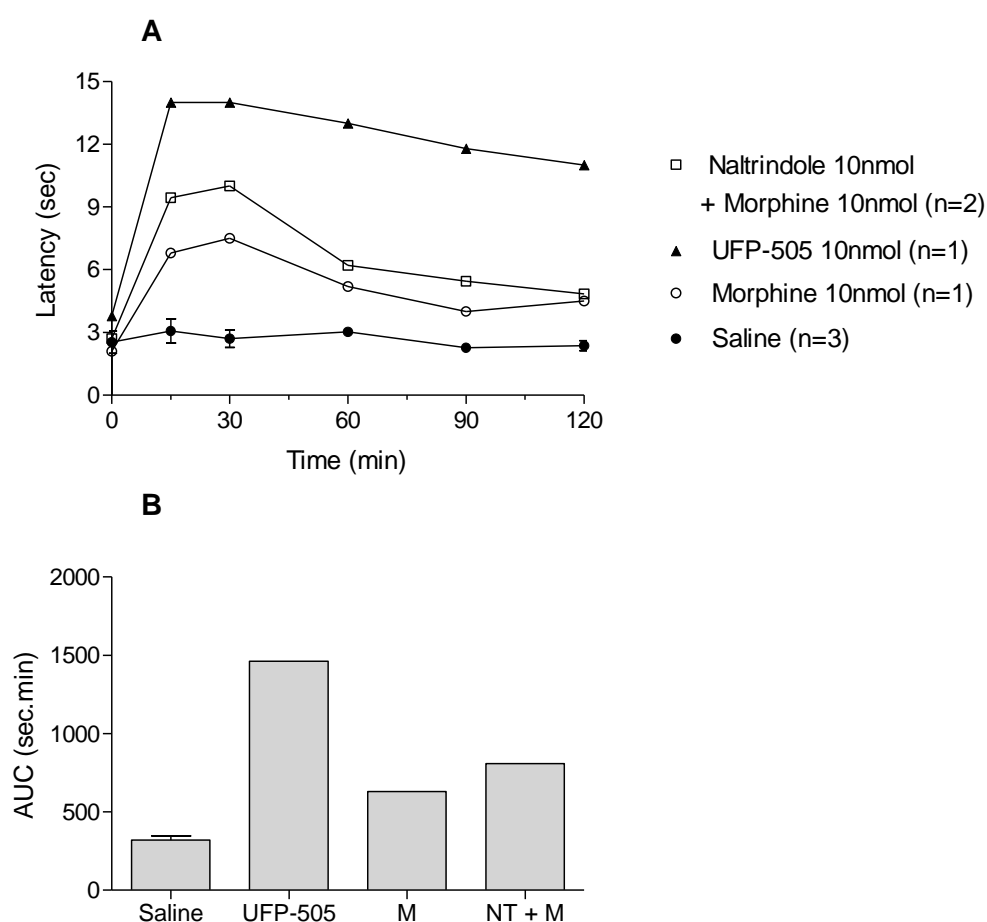 A
15
12
9
6
3
0
Latency (sec)
0 30 60 90 120
Time (min)
Naltrindole 10nmol
+ Morphine 10nmol (n=2)
UFP-505 10nmol (n=1)
Morphine 10nmol (n=1)
Saline (n=3)
B
2000
1500
1000
500
0
AUC (sec.min)
Saline UFP-505 M NT + M